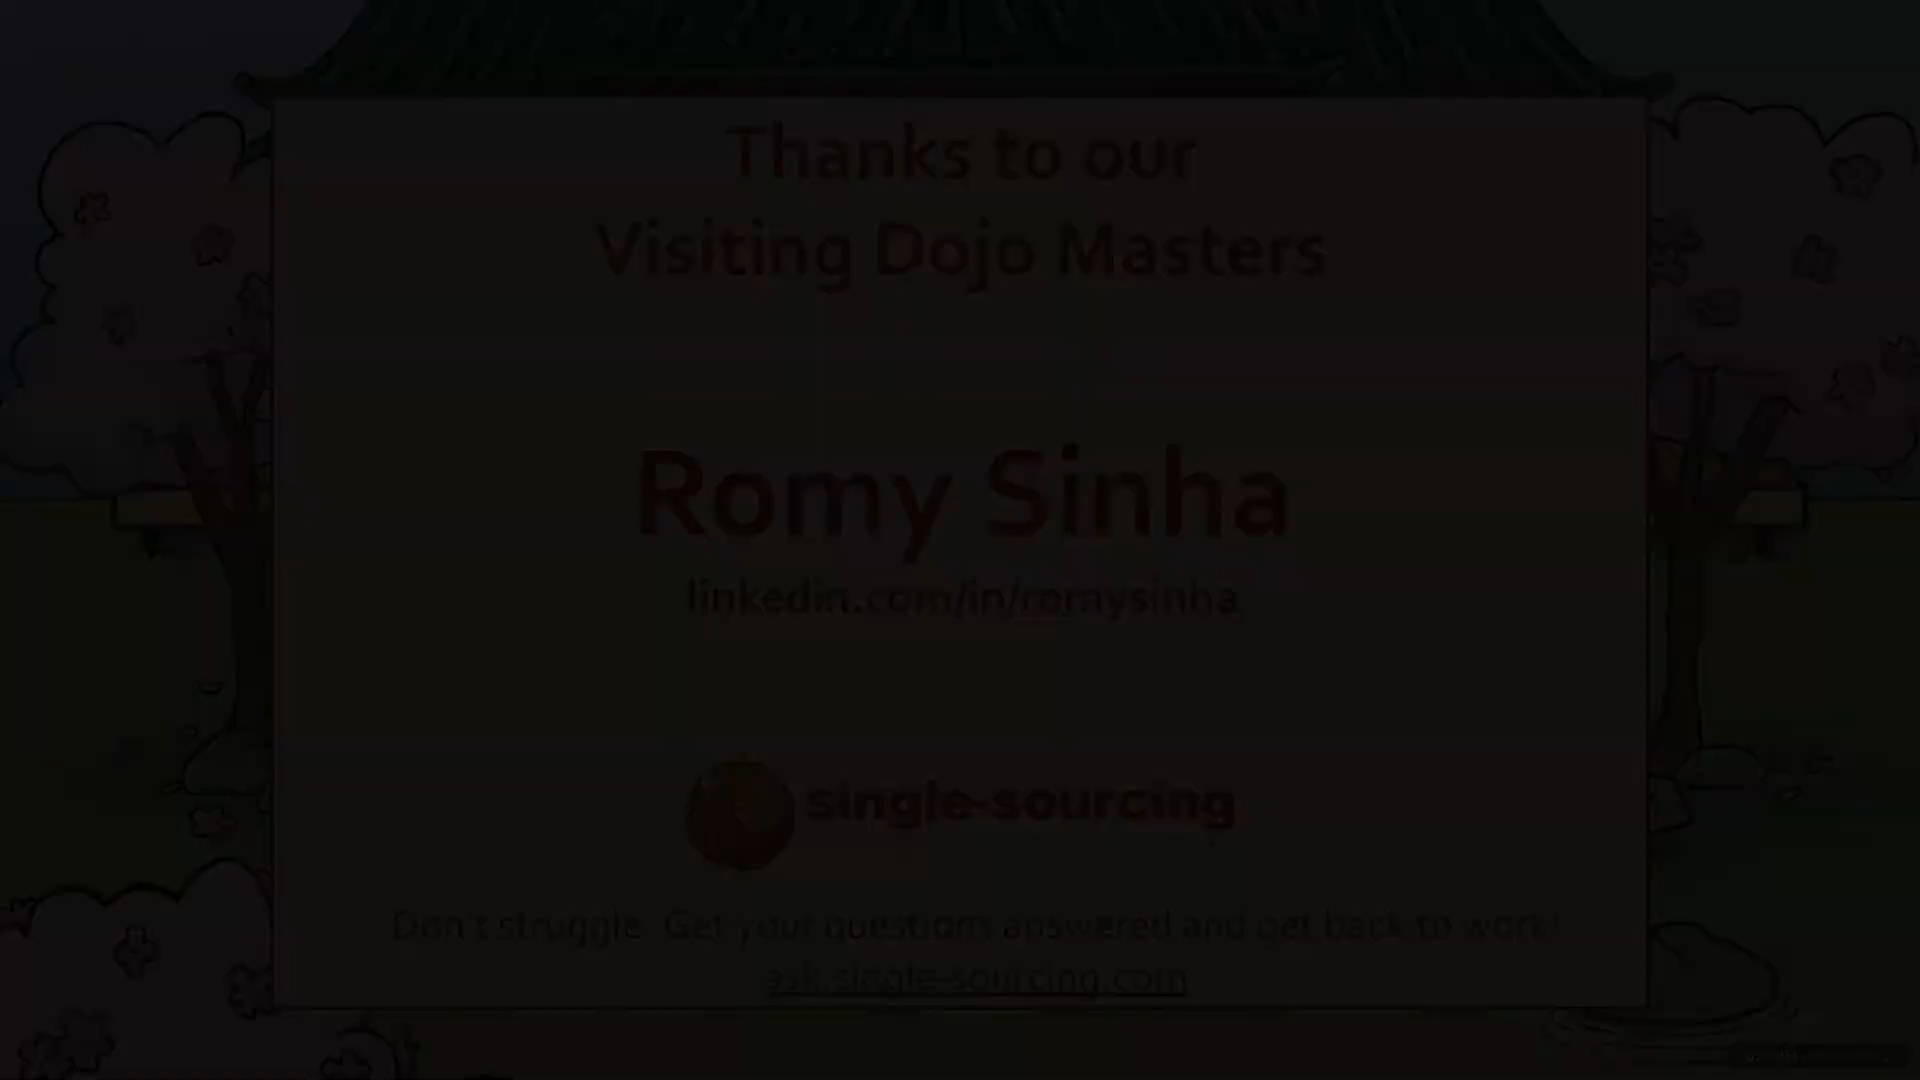 Thanks to our
Visiting Dojo Masters
Romy Sinha
linkedin.com/in/romysinha
single-sourcing
Don't struggle. Get your questions answered and get back to work!
ask.single-sourcing.com